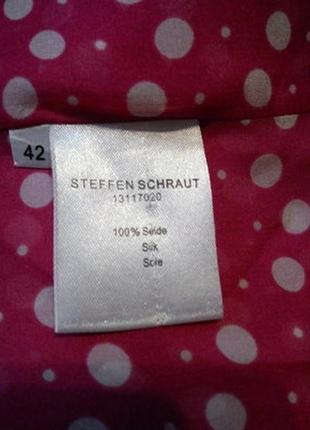 42
STEFFEN SCHRAUT
13117020
100% Seide
Silk
Soie